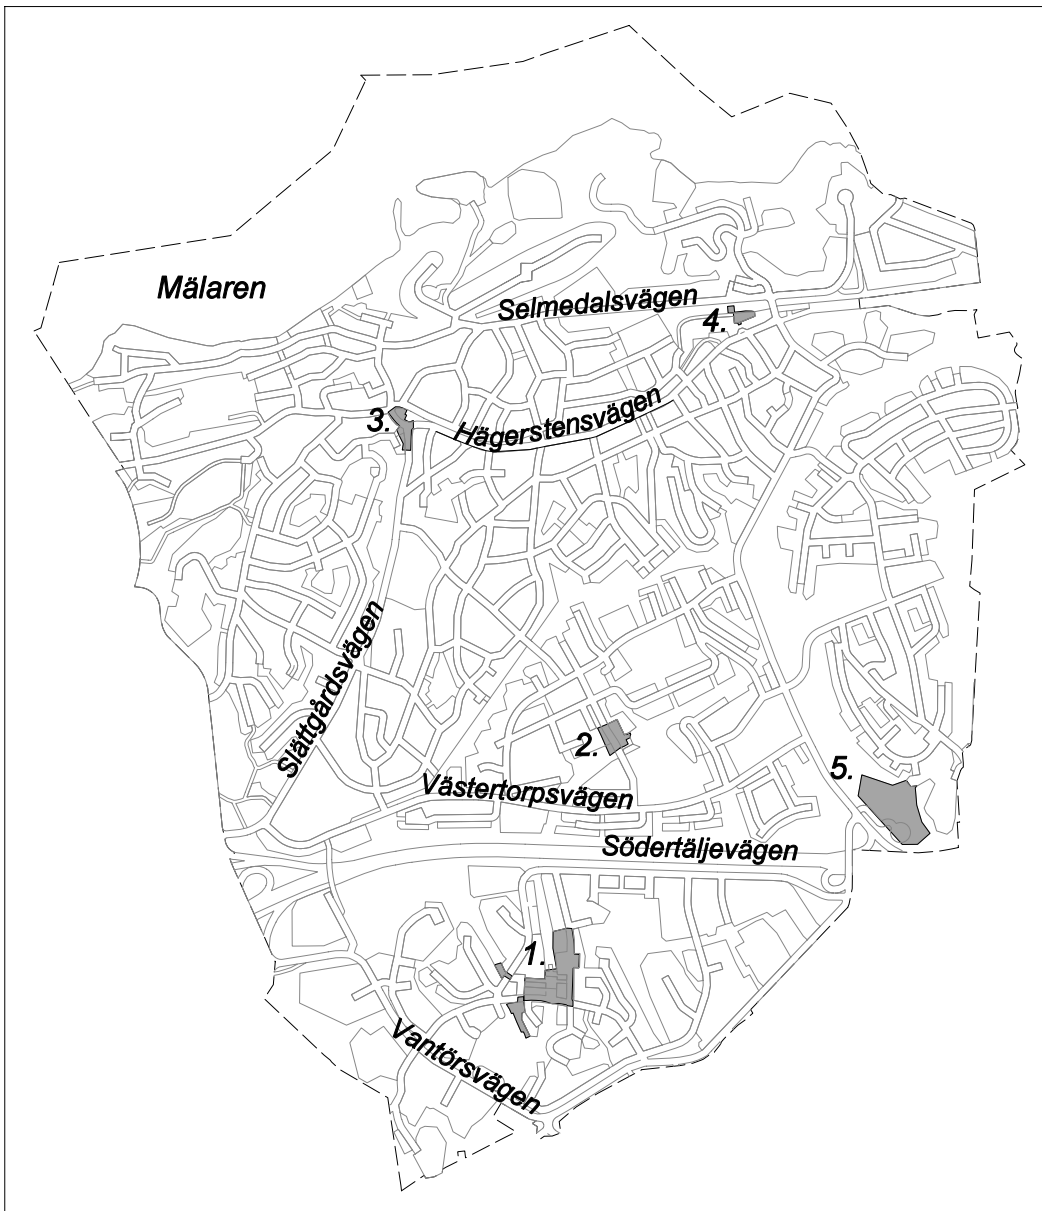 Mälaren
Selmedalsvägen
4.
Hägerstensvägen
3.
Slättgårdsvägen
2.
5.
Västertorpsvägen
Södertäljevägen
1.
Vantörsvägen